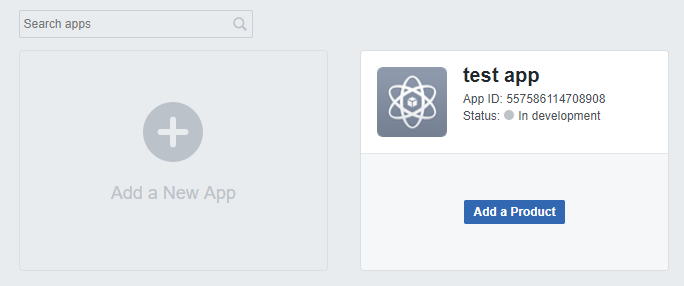 Search apps
Add a New App
test app
App ID: 557586114708908
Status: In development
Add a Product